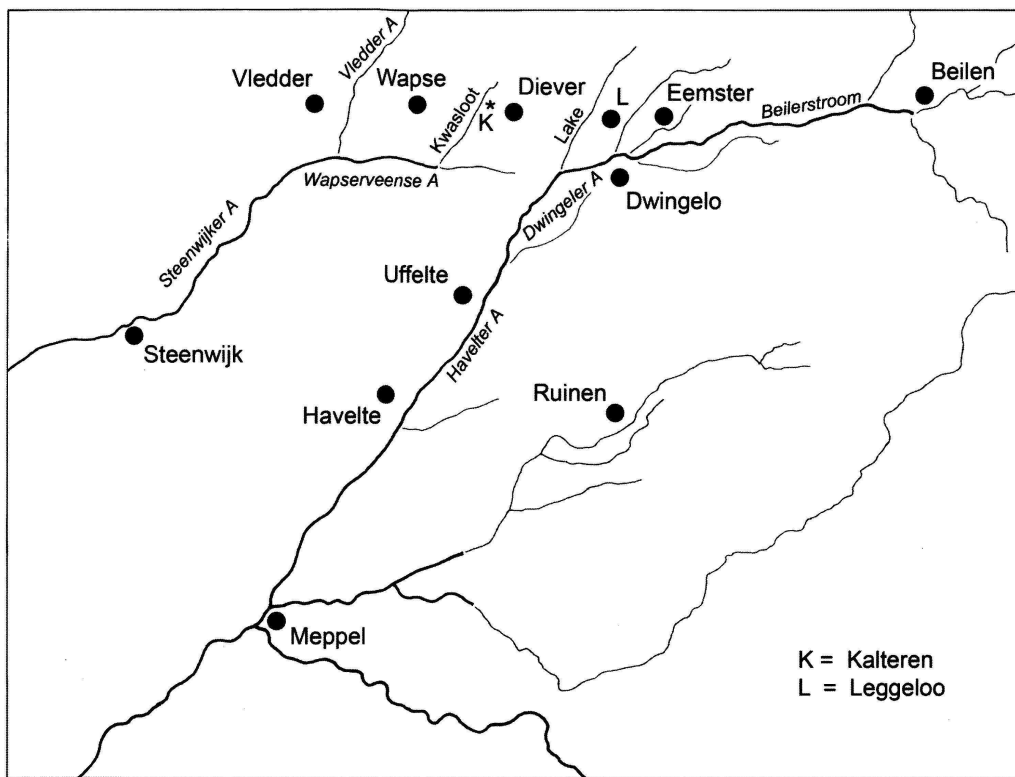 Vledder A
Vledder
Wapse
Kwasloot
*
K
Diever
Lake
L
Eemster
Beilerstroom
Beilen
Wapserveense A
Dwingeler A
Dwingelo
Steenwijker A
Uffelte
Havelter A
Steenwijk
Havelte
Ruinen
Meppel
K = Kalteren
L = Leggeloo